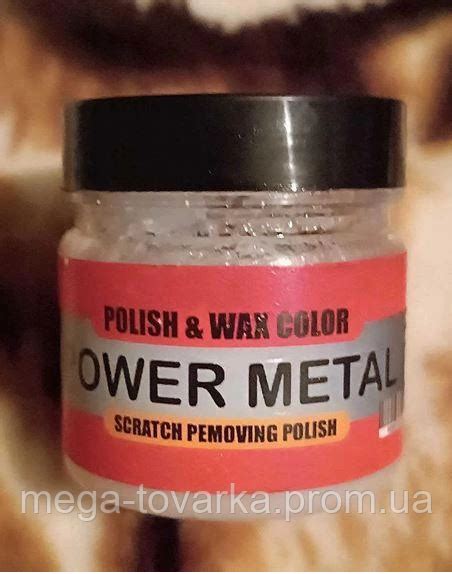 POLISH & WAX COLOR
OWER METAL
SCRATCH PEMOVING POLISH
mega-tovarka.prom.ua